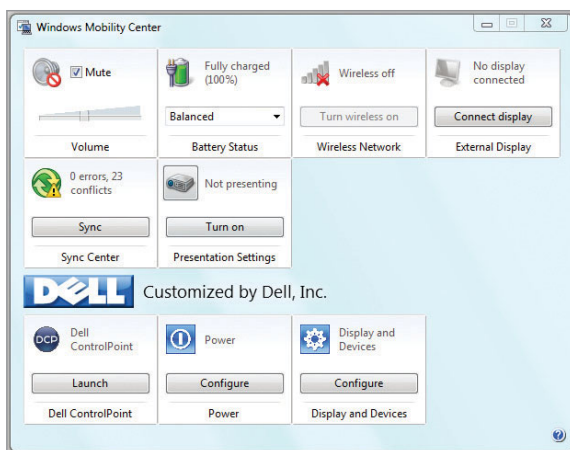 Windows Mobility Center
Mute
Volume
Fully charged
(100%)
Balanced
Battery Status
Wireless off
Turn wireless on
Wireless Network
No display
connected
Connect display
External Display
0 errors, 23
conflicts
Sync
Sync Center
Not presenting
Turn on
Presentation Settings
DELL Customized by Dell, Inc.
DCP
Dell
ControlPoint
Launch
Dell ControlPoint
Power
Configure
Power
Display and
Devices
Configure
Display and Devices
?